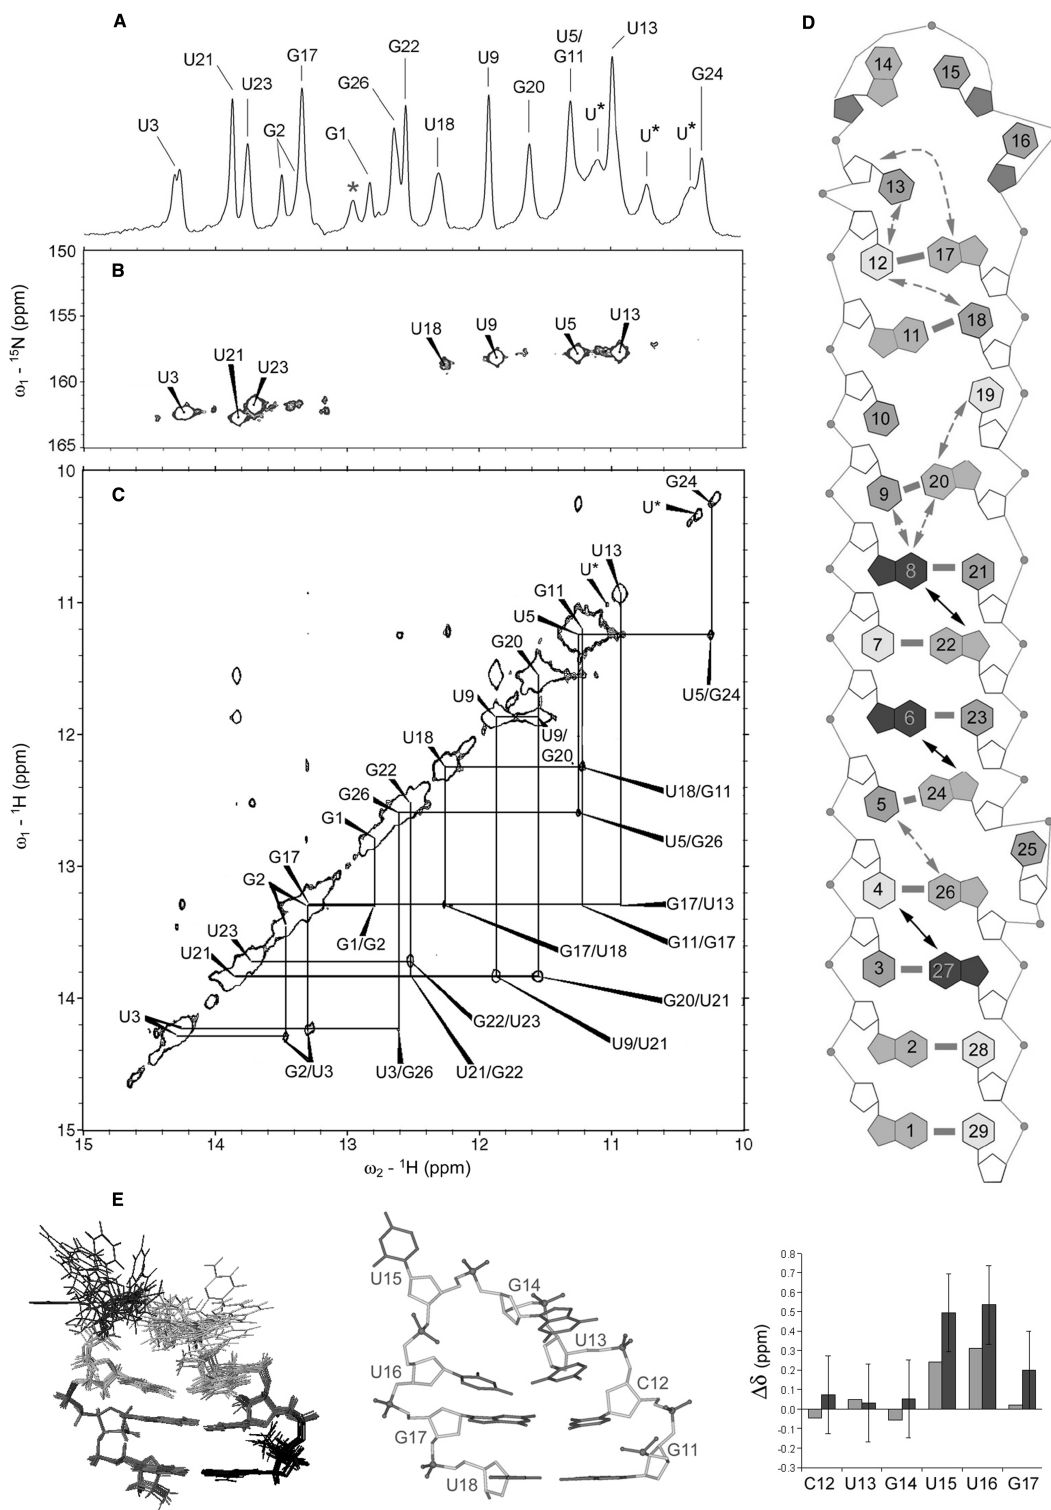 A
U3
U21
U23
G2
G17
G1
*
G26
G22
U18
U9
G20
U5/
G11
U*
U13
U*
U*
G24
B
150
155
160
165
ω1 - 15N (ppm)
U3
U21
U23
U18
U9
U5
U13
C
10
11
12
13
14
15
ω1 - 1H (ppm)
G24
U*
U13
U*
G11
U5
G20
U5/G24
U9
U9/
G20
U18
G22
U18/G11
G26
G1
U5/G26
G17
G2
G17/U13
G1/G2
G11/G17
U23
G17/U18
U21
G20/U21
U3
G22/U23
U9/U21
G2/U3
U3/G26
U21/G22
15
14
13
12
11
10
ω2 - 1H (ppm)
D
14
15
16
13
12
17
11
18
19
10
9
20
8
21
7
22
6
23
5
24
25
4
26
3
27
2
28
1
29
E
U15
G14
U13
U16
C12
G17
G11
U18
Δδ (ppm)
0.8
0.7
0.6
0.5
0.4
0.3
0.2
0.1
0.0
-0.1
-0.2
-0.3
C12 U13 G14 U15 U16 G17